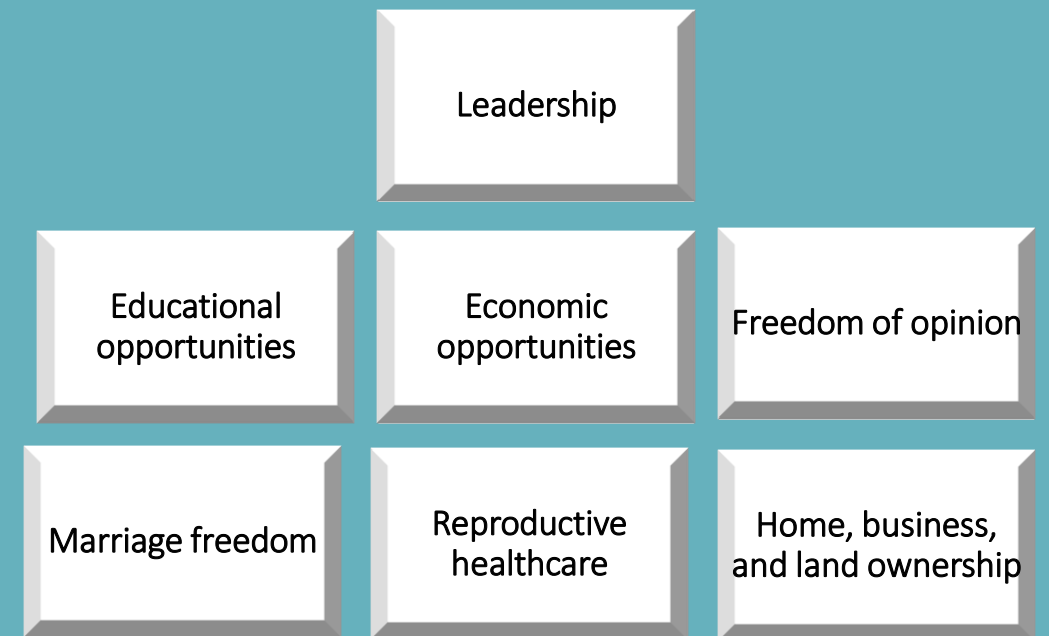 Leadership
Educational
opportunities
Economic
opportunities
Freedom of opinion
Marriage freedom
Reproductive
healthcare
Home, business,
and land ownership